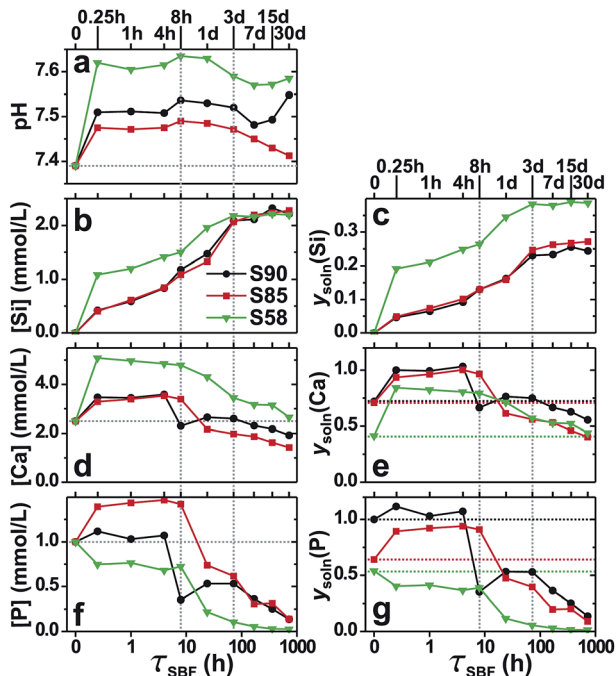 0.25h 8h 3d 15d
0 1h 4h 1d 7d 30d
a
7.6
7.5
7.4
pH
0.25h 8h 3d 15d
0 1h 4h 1d 7d 30d
b
2.0
1.0
0.0
[Si] (mmol/L)
S90
S85
S58
c
0.3
0.2
0.1
0.0
ysoln(Si)
d
4.0
2.0
0.0
[Ca] (mmol/L)
e
1.0
0.5
0.0
ysoln(Ca)
f
1.5
1.0
0.5
0.0
[P] (mmol/L)
g
1.0
0.5
0.0
ysoln(P)
0 1 10 100 1000
τSBF (h)
0 1 10 100 1000
τSBF (h)